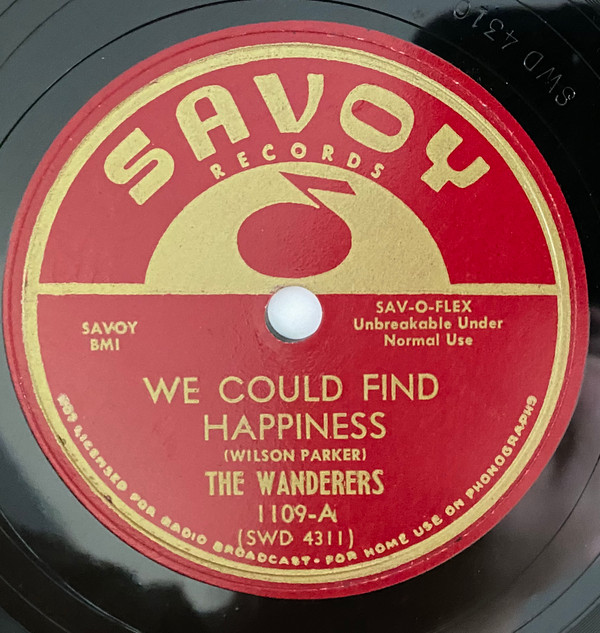 SWD 4310
SAVOY
RECORDS
SAVOY
BMI
SAV-O-FLEX
Unbreakable Under
Normal Use
WE COULD FIND
HAPPINESS
(WILSON PARKER)
THE WANDERERS
1109-A
(SWD 4311)
NOT LICENSED FOR RADIO BROADCAST • FOR HOME USE ON PHONOGRAPHS